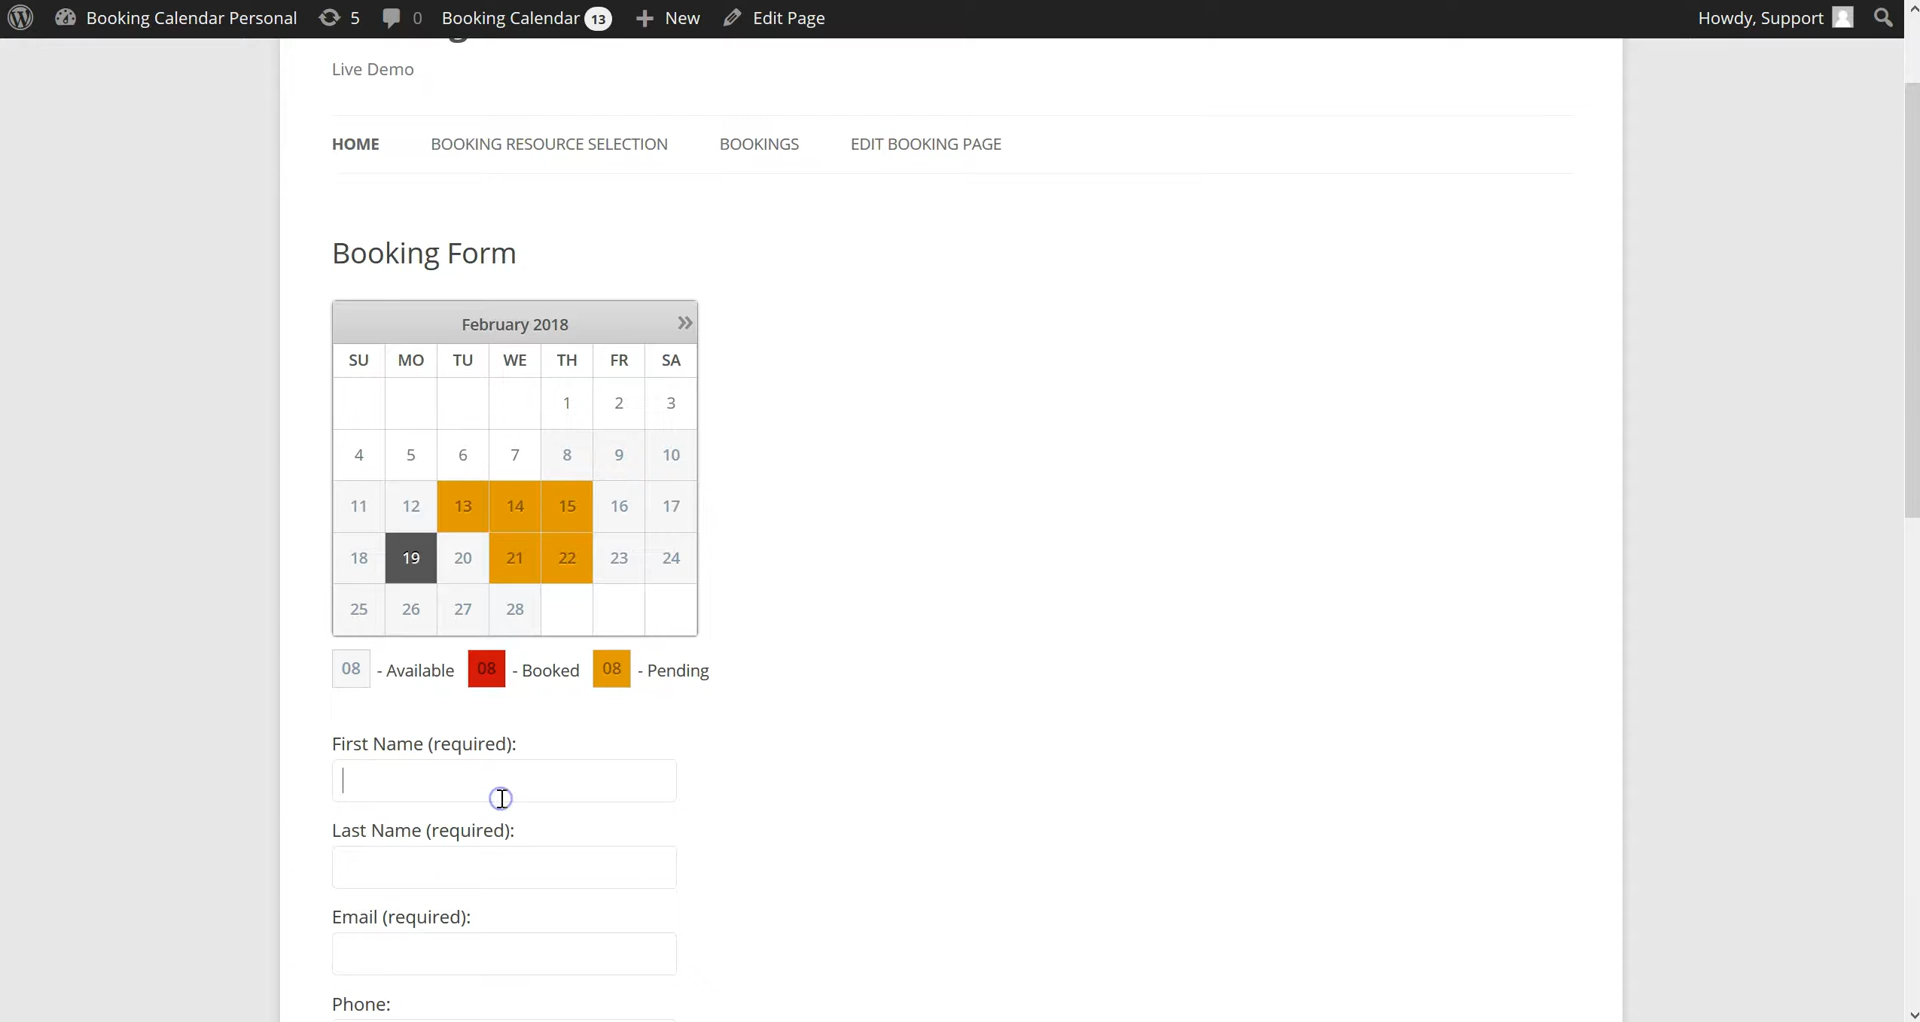 Booking Calendar Personal 5 0 Booking Calendar 13 New Edit Page Howdy, Support
Live Demo
HOME BOOKING RESOURCE SELECTION BOOKINGS EDIT BOOKING PAGE
Booking Form
February 2018 »
SU MO TU WE TH FR SA
1 2 3
4 5 6 7 8 9 10
11 12 13 14 15 16 17
18 19 20 21 22 23 24
25 26 27 28
08 - Available 08 - Booked 08 - Pending
First Name (required):
Last Name (required):
Email (required):
Phone: